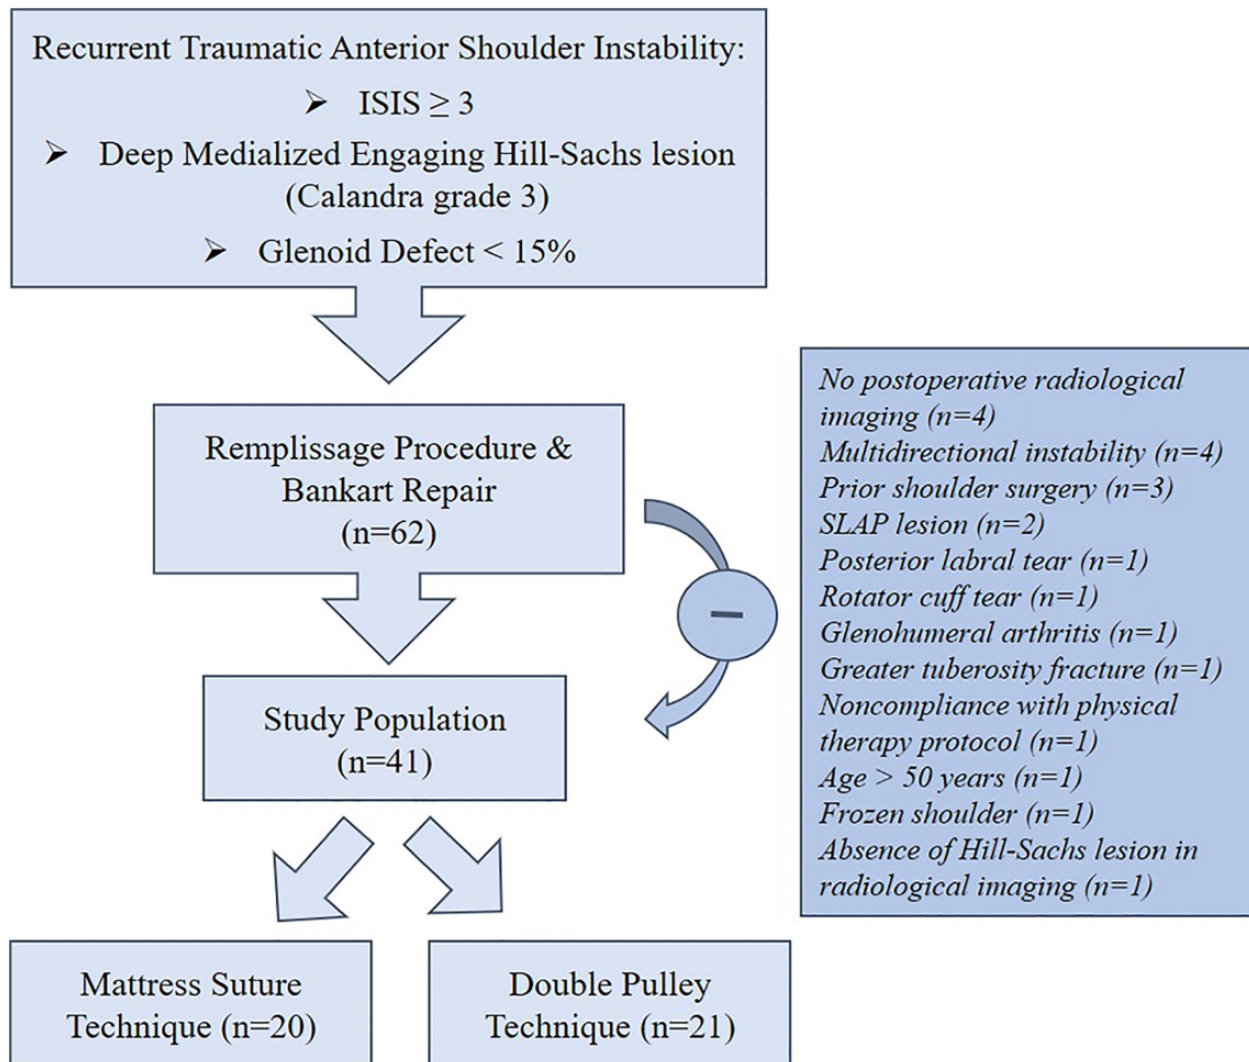 Recurrent Traumatic Anterior Shoulder Instability:
➤ ISIS ≥ 3
➤ Deep Medialized Engaging Hill-Sachs lesion
(Calandra grade 3)
➤ Glenoid Defect < 15%
Remplissage Procedure &
Bankart Repair
(n=62)
No postoperative radiological
imaging (n=4)
Multidirectional instability (n=4)
Prior shoulder surgery (n=3)
SLAP lesion (n=2)
Posterior labral tear (n=1)
Rotator cuff tear (n=1)
Glenohumeral arthritis (n=1)
Greater tuberosity fracture (n=1)
Noncompliance with physical
therapy protocol (n=1)
Age > 50 years (n=1)
Frozen shoulder (n=1)
Absence of Hill-Sachs lesion in
radiological imaging (n=1)
Study Population
(n=41)
Mattress Suture
Technique (n=20)
Double Pulley
Technique (n=21)